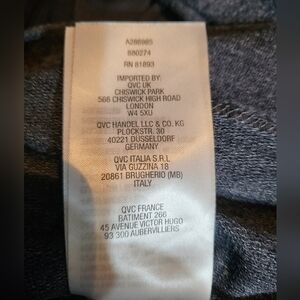 A286985
880274
RN 81893
IMPORTED BY:
QVC UK
CHISWICK PARK
566 CHISWICK HIGH ROAD
LONDON
W4 5XU
QVC HANDEL LLC & CO. KG
PLOCKSTR. 30
40221 DUSSELDORF
GERMANY
QVC ITALIA S.R.L
VIA GUZZINA 18
20861 BRUGHERIO (MB)
ITALY
QVC FRANCE
BATIMENT 266
45 AVENUE VICTOR HUGO
93 300 AUBERVILLIERS